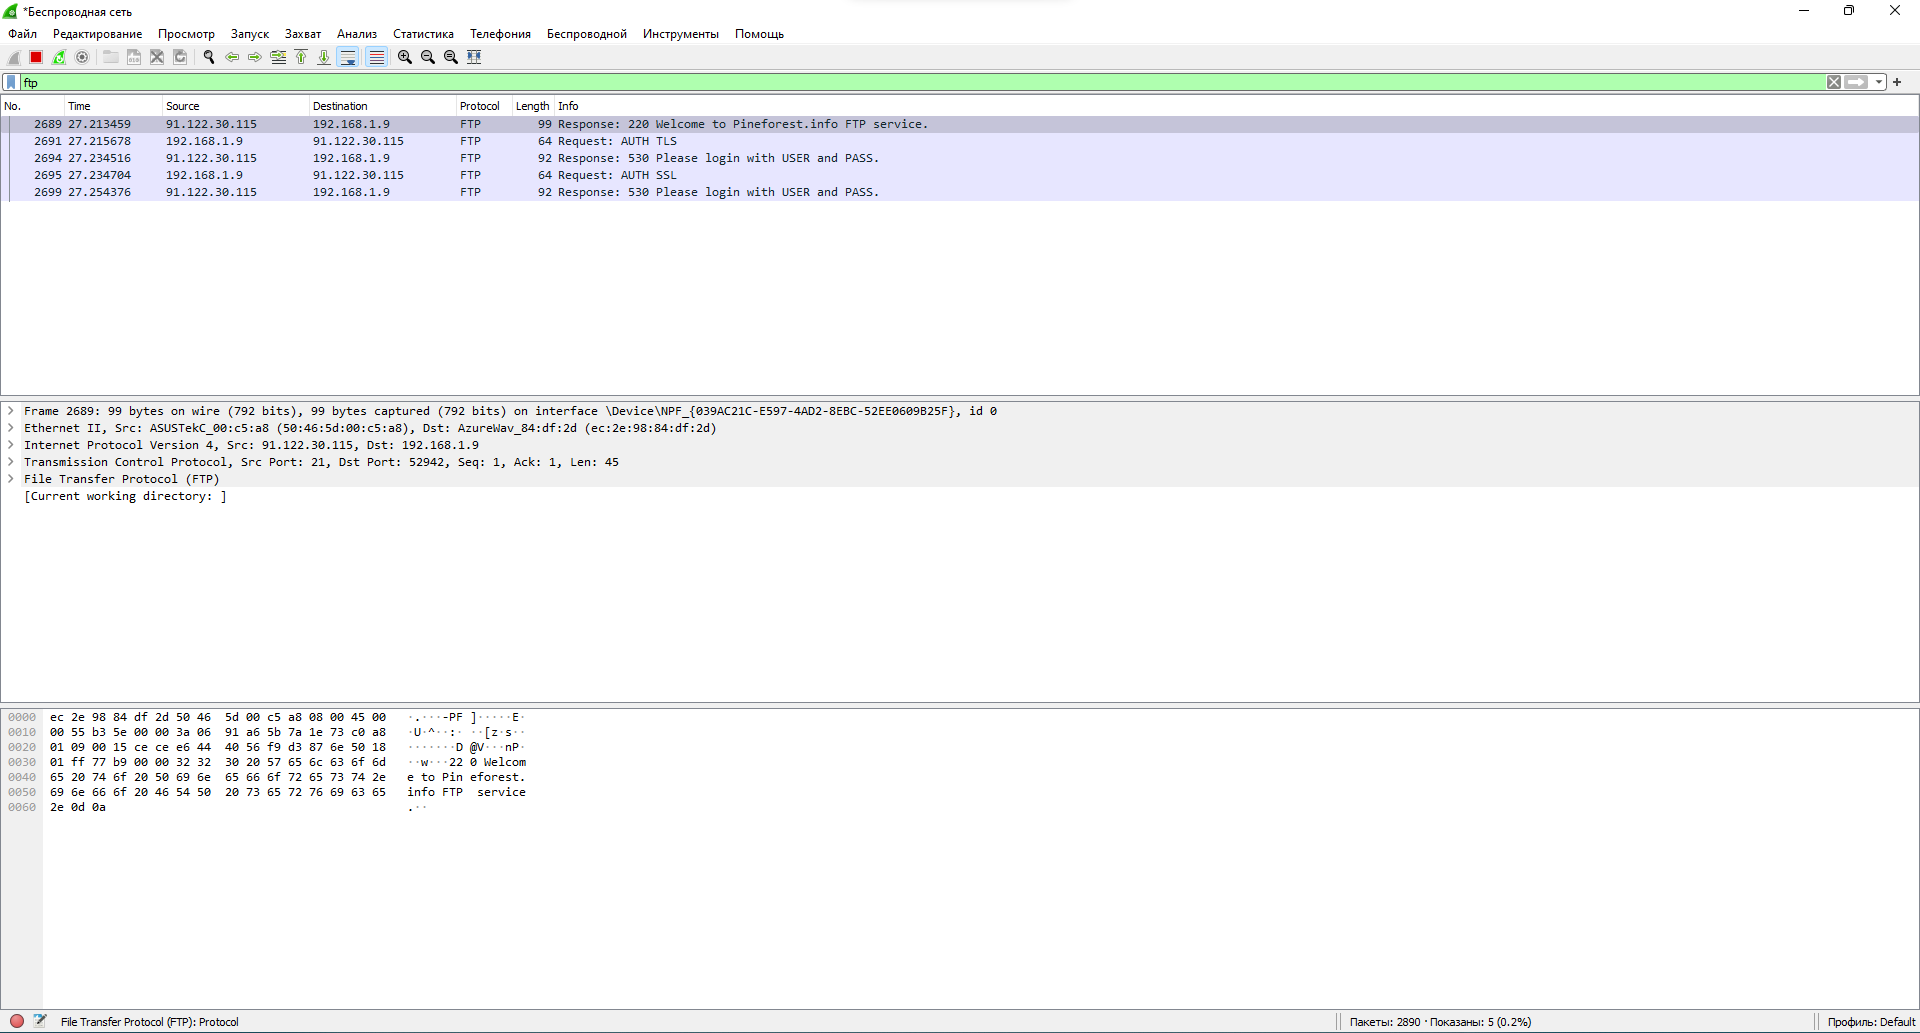 *Беспроводная сеть
Файл Редактирование Просмотр Запуск Захват Анализ Статистика Телефония Беспроводной Инструменты Помощь
ftp
No. Time Source Destination Protocol Length Info
2689 27.213459 91.122.30.115 192.168.1.9 FTP 99 Response: 220 Welcome to Pineforest.info FTP service.
2691 27.215678 192.168.1.9 91.122.30.115 FTP 64 Request: AUTH TLS
2694 27.234516 91.122.30.115 192.168.1.9 FTP 92 Response: 530 Please login with USER and PASS.
2695 27.234704 192.168.1.9 91.122.30.115 FTP 64 Request: AUTH SSL
2699 27.254376 91.122.30.115 192.168.1.9 FTP 92 Response: 530 Please login with USER and PASS.
Frame 2689: 99 bytes on wire (792 bits), 99 bytes captured (792 bits) on interface \Device\NPF_{039AC21C-E597-4AD2-8EBC-52EE0609B25F}, id 0
Ethernet II, Src: ASUSTekC_00:c5:a8 (50:46:5d:00:c5:a8), Dst: AzureWav_84:df:2d (ec:2e:98:84:df:2d)
Internet Protocol Version 4, Src: 91.122.30.115, Dst: 192.168.1.9
Transmission Control Protocol, Src Port: 21, Dst Port: 52942, Seq: 1, Ack: 1, Len: 45
File Transfer Protocol (FTP)
[Current working directory: ]
0000 ec 2e 98 84 df 2d 50 46 5d 00 c5 a8 08 00 45 00 ·.···-PF ]·····E·
0010 00 55 b3 5e 00 00 3a 06 91 a6 5b 7a 1e 73 c0 a8 ·U·^··:· ··[z·s··
0020 01 09 00 15 ce ce e6 44 40 56 f9 d3 87 6e 50 18 ·······D @V···nP·
0030 01 ff 77 b9 00 00 32 32 30 20 57 65 6c 63 6f 6d ··w···22 0 Welcom
0040 65 20 74 6f 20 50 69 6e 65 66 6f 72 65 73 74 2e e to Pin eforest.
0050 69 6e 66 6f 20 46 54 50 20 73 65 72 76 69 63 65 info FTP service
0060 2e 0d 0a .··
File Transfer Protocol (FTP): Protocol Пакеты: 2890 · Показаны: 5 (0.2%) Профиль: Default